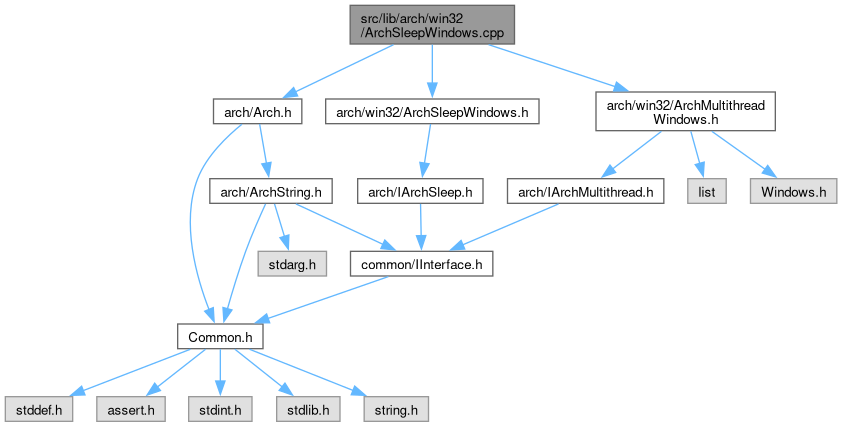 src/lib/arch/win32
/ArchSleepWindows.cpp
arch/Arch.h
arch/win32/ArchSleepWindows.h
arch/win32/ArchMultithread
Windows.h
arch/ArchString.h
arch/IArchSleep.h
arch/IArchMultithread.h
list
Windows.h
stdarg.h
common/IInterface.h
Common.h
stddef.h
assert.h
stdint.h
stdlib.h
string.h